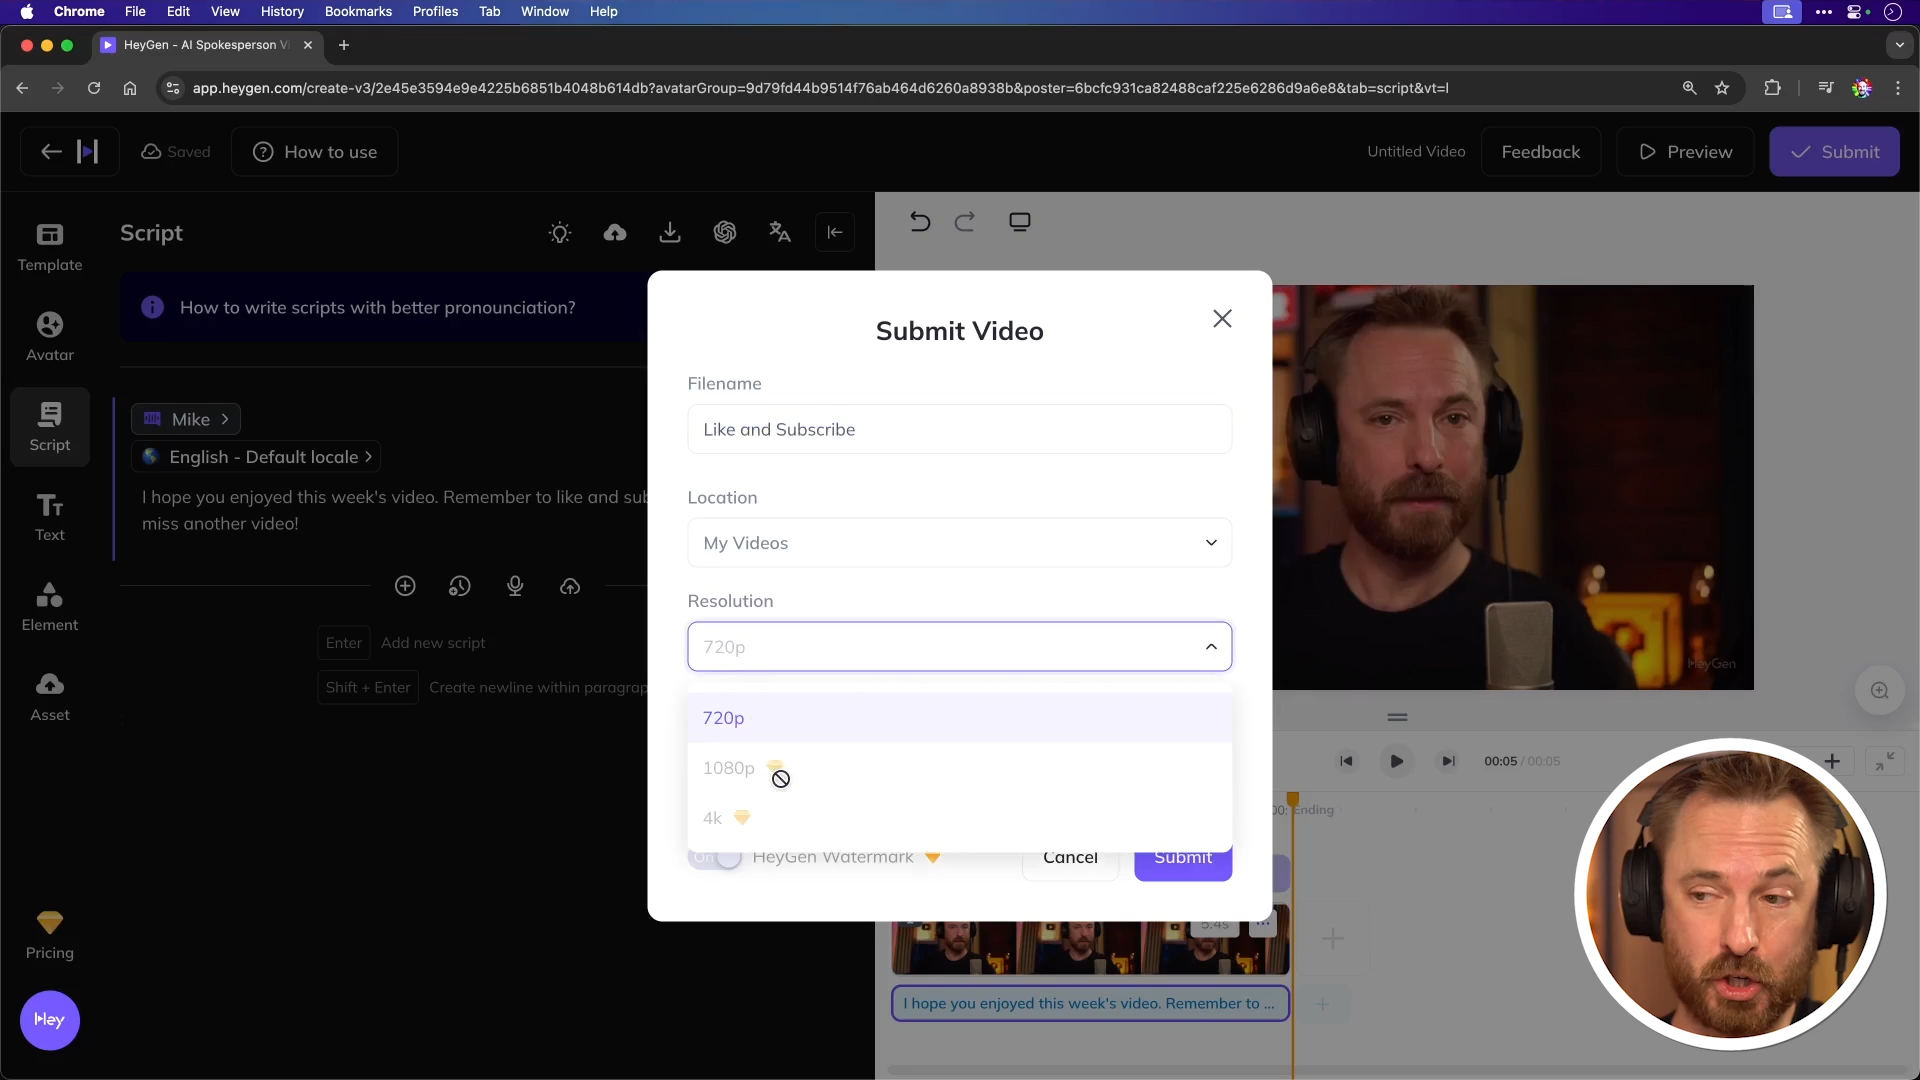 Chrome File Edit View History Bookmarks Profiles Tab Window Help
HeyGen - AI Spokesperson Vi
app.heygen.com/create-v3/2e45e3594e9e4225b6851b4048b614db?avatarGroup=9d79fd44b9514f76ab464d6260a8938b&poster=6bcfc931ca82488caf225e6286d9a6e8&tab=script&vt=l
Saved
How to use
Untitled Video
Feedback
Preview
Submit
Template
Avatar
Script
Text
Element
Asset
Pricing
Hey
Script
How to write scripts with better pronounciation?
Mike
English - Default locale
I hope you enjoyed this week's video. Remember to like and sub
miss another video!
Enter Add new script
Shift + Enter Create newline within paragrap
Submit Video
Filename
Like and Subscribe
Location
My Videos
Resolution
720p
720p
1080p
4k
On HeyGen Watermark
Cancel
Submit
HeyGen
00:05 / 00:05
00: Ending
5.4s
I hope you enjoyed this week's video. Remember to ...